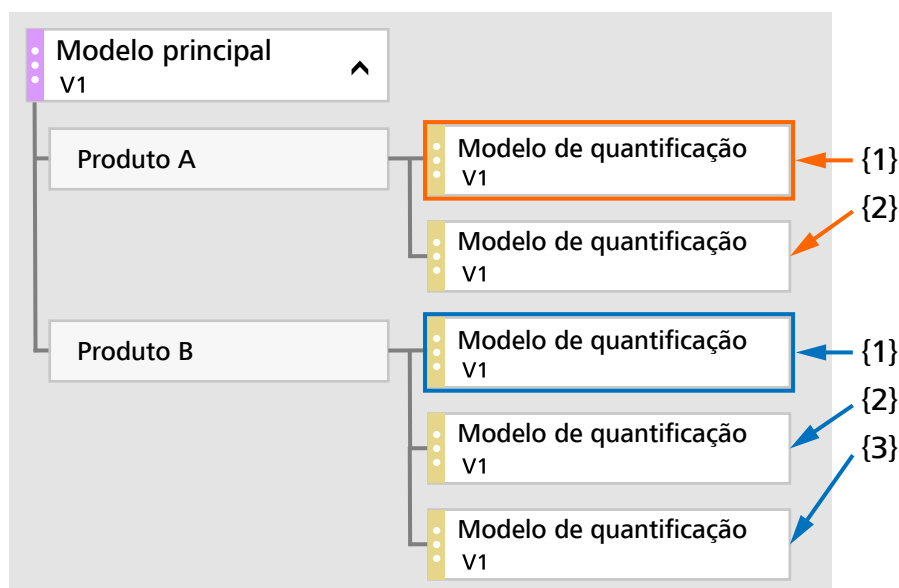 Modelo principal
V1
Produto A
Modelo de quantificação
V1
{1}
{2}
Modelo de quantificação
V1
Produto B
Modelo de quantificação
V1
{1}
{2}
Modelo de quantificação
V1
{3}
Modelo de quantificação
V1